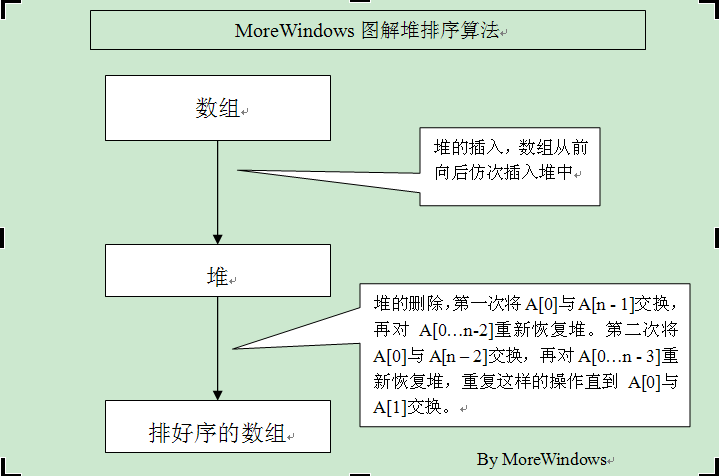 MoreWindows 图解堆排序算法
数组
堆的插入，数组从前
向后仿次插入堆中
堆
堆的删除，第一次将 A[0]与 A[n - 1]交换，
再对 A[0…n-2]重新恢复堆。第二次将
A[0]与 A[n – 2]交换，再对 A[0…n - 3]重
新恢复堆，重复这样的操作直到 A[0]与
A[1]交换。
排好序的数组
By MoreWindows